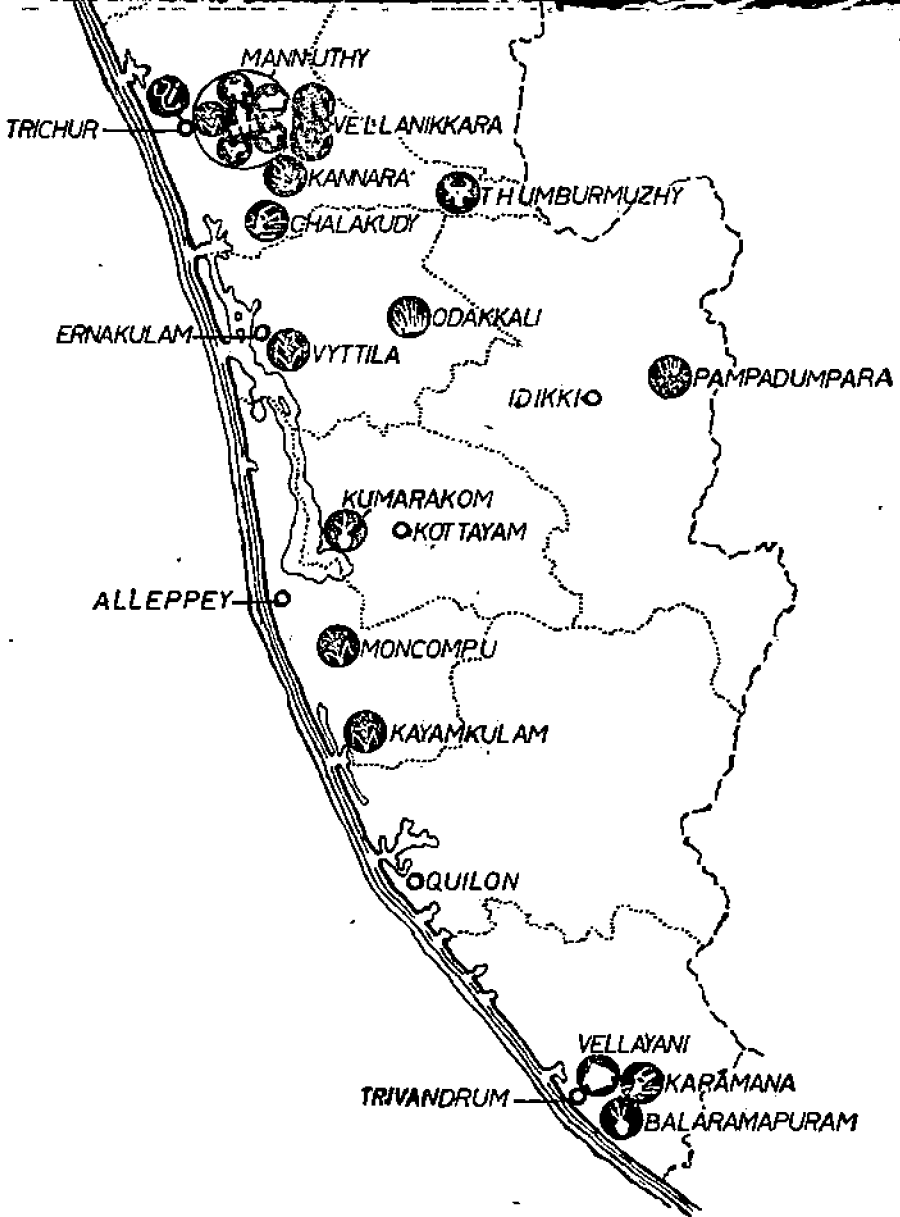 MANNUTHY
TRICHUR
VELLANIKKARA
KANNARA
THUMBURMUZHY
CHALAKUDY
ODAKKALI
ERNAKULAM
VYTTILA
PAMPADUMPARA
IDIKKI
KUMARAKOM
KOTTAYAM
ALLEPPEY
MONCOMPU
KAYAMKULAM
QUILON
VELLAYANI
KARAMANA
TRIVANDRUM
BALARAMAPURAM